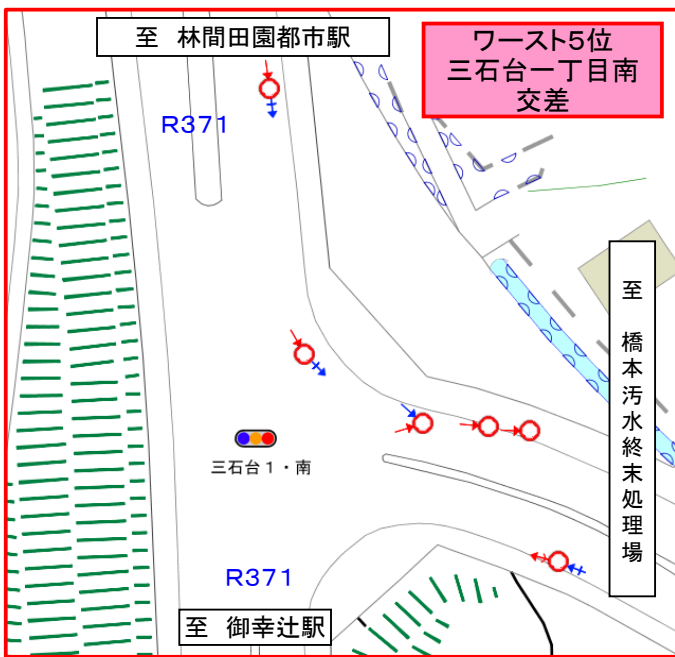 至 林間田園都市駅
ワースト5位
三石台一丁目南
交差
R371
至 橋本汚水終末処理場
三石台1・南
R371
至 御幸辻駅